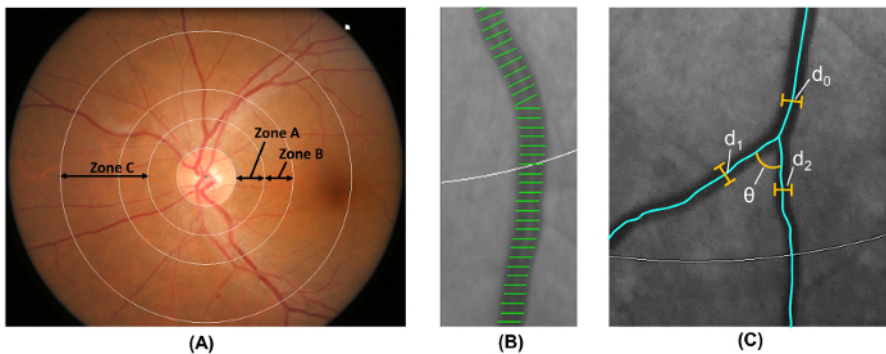 Zone A
Zone B
Zone C
d₀
d₁
d₂
θ
(A)
(B)
(C)